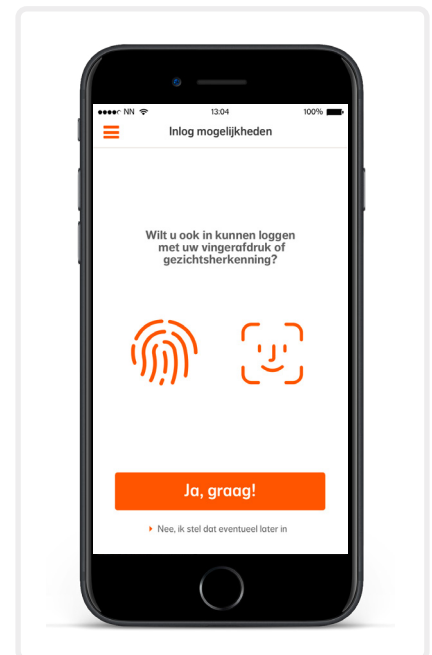 NN 13:04 100%
Inlog mogelijkheden
Wilt u ook in kunnen loggen
met uw vingerafdruk of
gezichtsherkenning?
Ja, graag!
Nee, ik stel dat eventueel later in